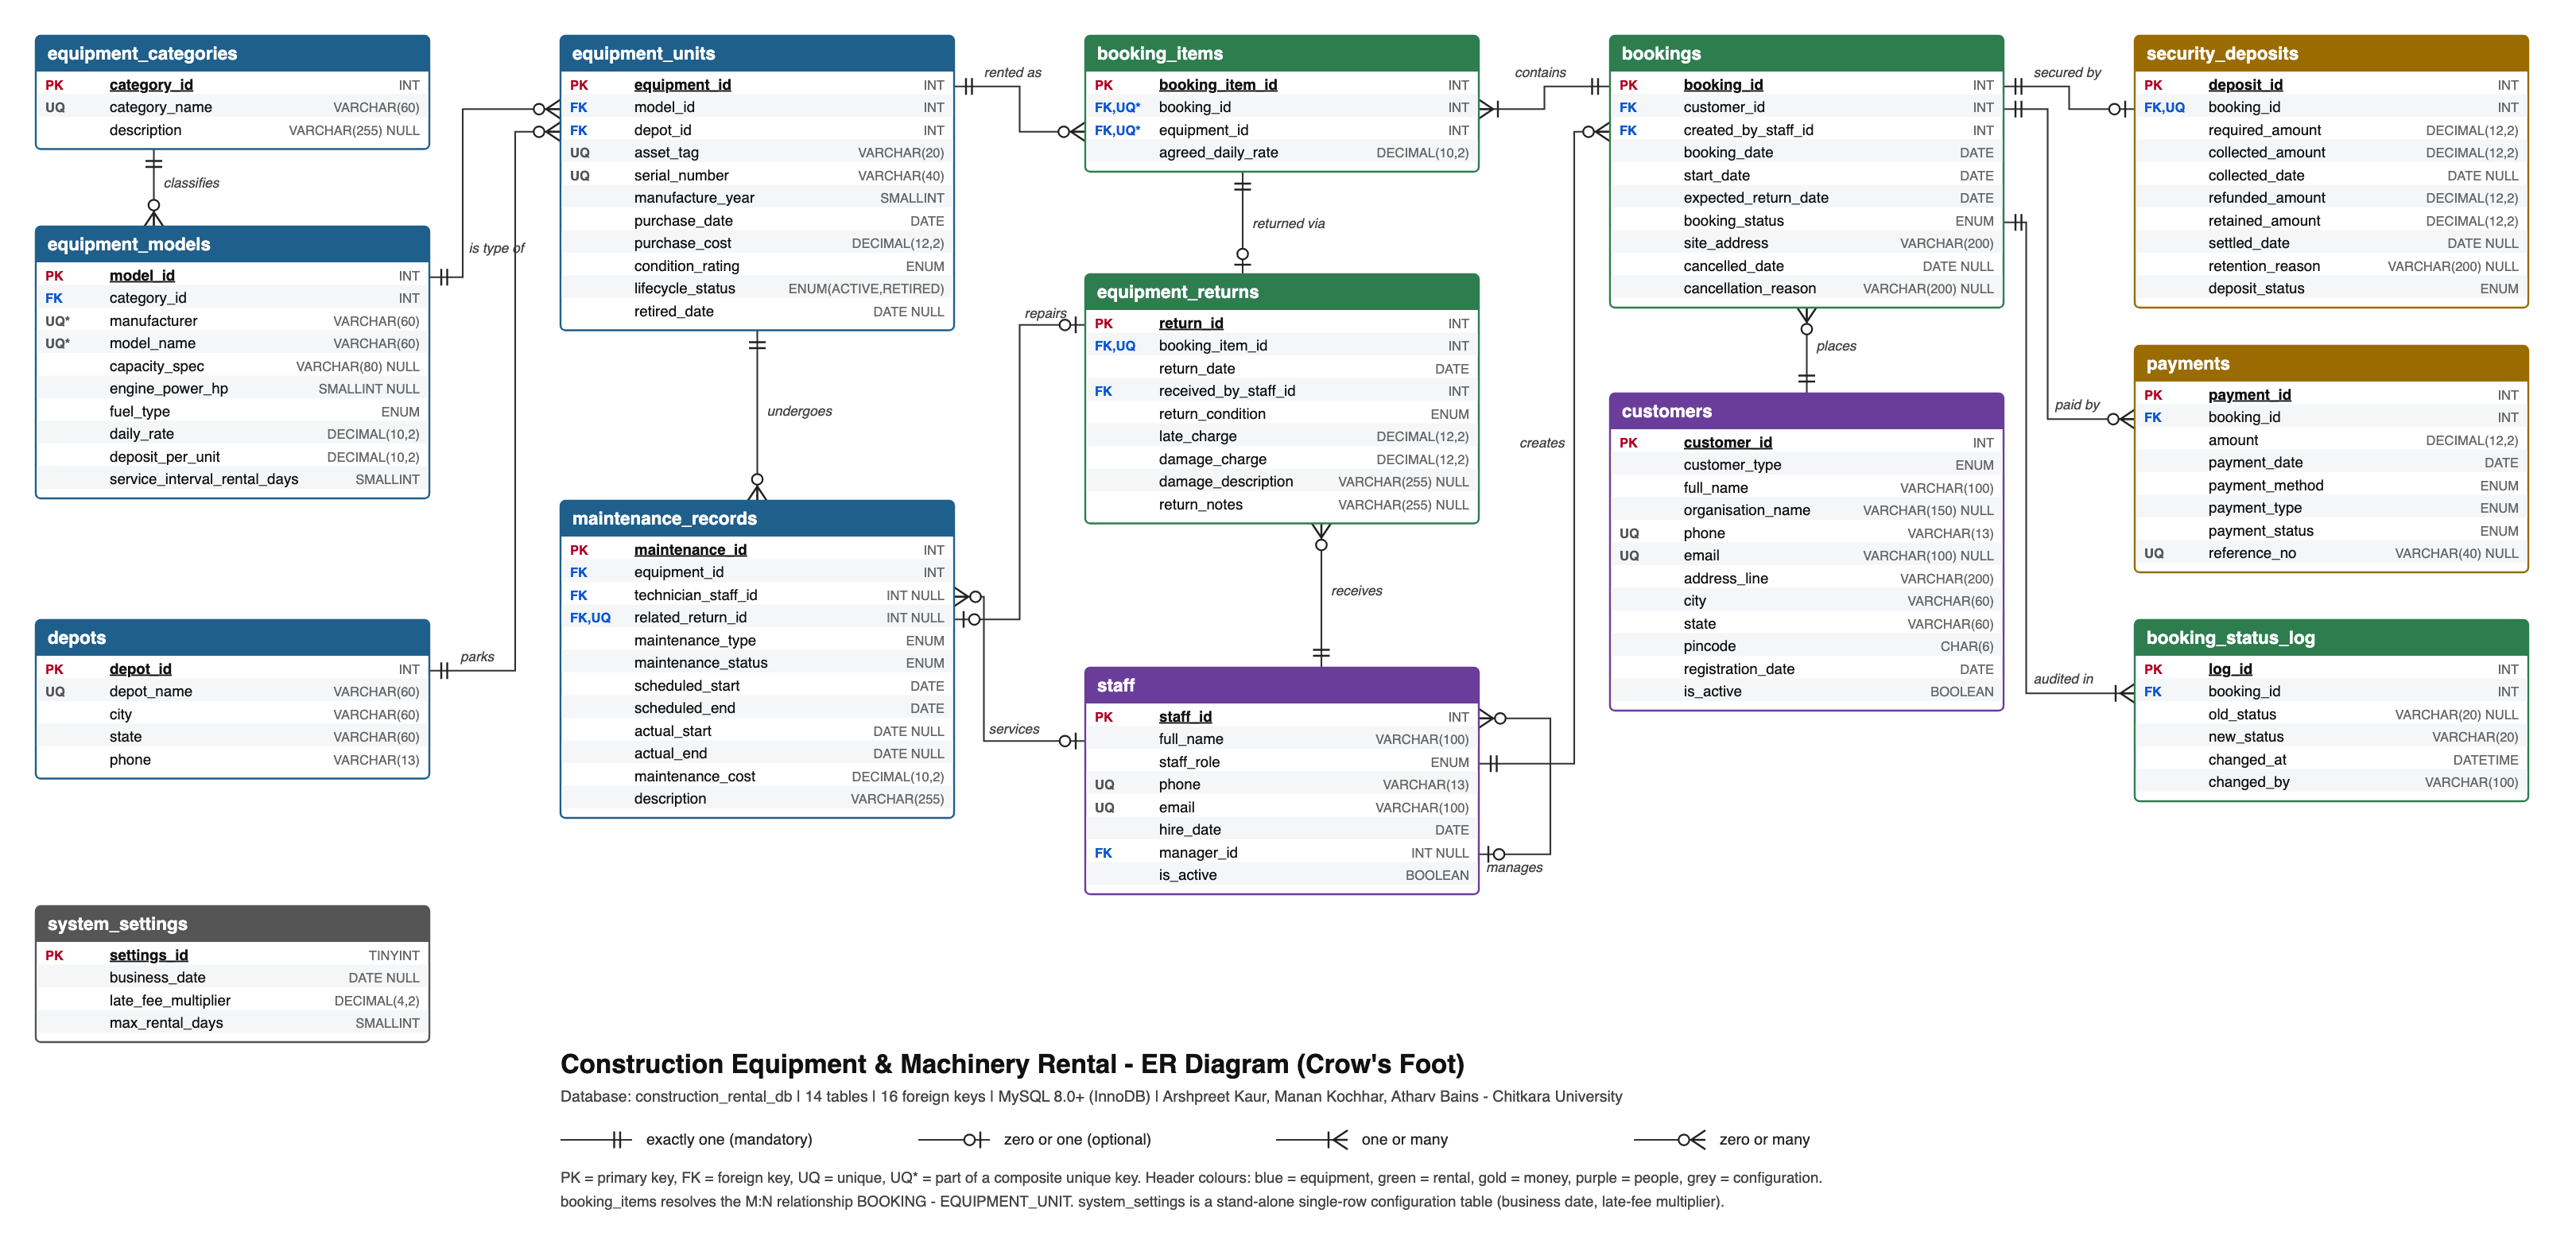 equipment_categories
PK category_id INT
UQ category_name VARCHAR(60)
description VARCHAR(255) NULL
classifies
equipment_models
PK model_id INT
FK category_id INT
UQ* manufacturer VARCHAR(60)
UQ* model_name VARCHAR(60)
capacity_spec VARCHAR(80) NULL
engine_power_hp SMALLINT NULL
fuel_type ENUM
daily_rate DECIMAL(10,2)
deposit_per_unit DECIMAL(10,2)
service_interval_rental_days SMALLINT
is type of
depots
PK depot_id INT
UQ depot_name VARCHAR(60)
city VARCHAR(60)
state VARCHAR(60)
phone VARCHAR(13)
parks
system_settings
PK settings_id TINYINT
business_date DATE NULL
late_fee_multiplier DECIMAL(4,2)
max_rental_days SMALLINT
equipment_units
PK equipment_id INT
FK model_id INT
FK depot_id INT
UQ asset_tag VARCHAR(20)
UQ serial_number VARCHAR(40)
manufacture_year SMALLINT
purchase_date DATE
purchase_cost DECIMAL(12,2)
condition_rating ENUM
lifecycle_status ENUM(ACTIVE,RETIRED)
retired_date DATE NULL
rented as
undergoes
maintenance_records
PK maintenance_id INT
FK equipment_id INT
FK technician_staff_id INT NULL
FK,UQ related_return_id INT NULL
maintenance_type ENUM
maintenance_status ENUM
scheduled_start DATE
scheduled_end DATE
actual_start DATE NULL
actual_end DATE NULL
maintenance_cost DECIMAL(10,2)
description VARCHAR(255)
repairs
services
booking_items
PK booking_item_id INT
FK,UQ* booking_id INT
FK,UQ* equipment_id INT
agreed_daily_rate DECIMAL(10,2)
contains
returned via
equipment_returns
PK return_id INT
FK,UQ booking_item_id INT
return_date DATE
FK received_by_staff_id INT
return_condition ENUM
late_charge DECIMAL(12,2)
damage_charge DECIMAL(12,2)
damage_description VARCHAR(255) NULL
return_notes VARCHAR(255) NULL
receives
staff
PK staff_id INT
full_name VARCHAR(100)
staff_role ENUM
UQ phone VARCHAR(13)
UQ email VARCHAR(100)
hire_date DATE
FK manager_id INT NULL
is_active BOOLEAN
manages
creates
bookings
PK booking_id INT
FK customer_id INT
FK created_by_staff_id INT
booking_date DATE
start_date DATE
expected_return_date DATE
booking_status ENUM
site_address VARCHAR(200)
cancelled_date DATE NULL
cancellation_reason VARCHAR(200) NULL
places
customers
PK customer_id INT
customer_type ENUM
full_name VARCHAR(100)
organisation_name VARCHAR(150) NULL
UQ phone VARCHAR(13)
UQ email VARCHAR(100) NULL
address_line VARCHAR(200)
city VARCHAR(60)
state VARCHAR(60)
pincode CHAR(6)
registration_date DATE
is_active BOOLEAN
secured by
paid by
audited in
security_deposits
PK deposit_id INT
FK,UQ booking_id INT
required_amount DECIMAL(12,2)
collected_amount DECIMAL(12,2)
collected_date DATE NULL
refunded_amount DECIMAL(12,2)
retained_amount DECIMAL(12,2)
settled_date DATE NULL
retention_reason VARCHAR(200) NULL
deposit_status ENUM
payments
PK payment_id INT
FK booking_id INT
amount DECIMAL(12,2)
payment_date DATE
payment_method ENUM
payment_type ENUM
payment_status ENUM
UQ reference_no VARCHAR(40) NULL
booking_status_log
PK log_id INT
FK booking_id INT
old_status VARCHAR(20) NULL
new_status VARCHAR(20)
changed_at DATETIME
changed_by VARCHAR(100)
Construction Equipment & Machinery Rental - ER Diagram (Crow's Foot)
Database: construction_rental_db | 14 tables | 16 foreign keys | MySQL 8.0+ (InnoDB) | Arshpreet Kaur, Manan Kochhar, Atharv Bains - Chitkara University
exactly one (mandatory) zero or one (optional) one or many zero or many
PK = primary key, FK = foreign key, UQ = unique, UQ* = part of a composite unique key. Header colours: blue = equipment, green = rental, gold = money, purple = people, grey = configuration.
booking_items resolves the M:N relationship BOOKING - EQUIPMENT_UNIT. system_settings is a stand-alone single-row configuration table (business date, late-fee multiplier).